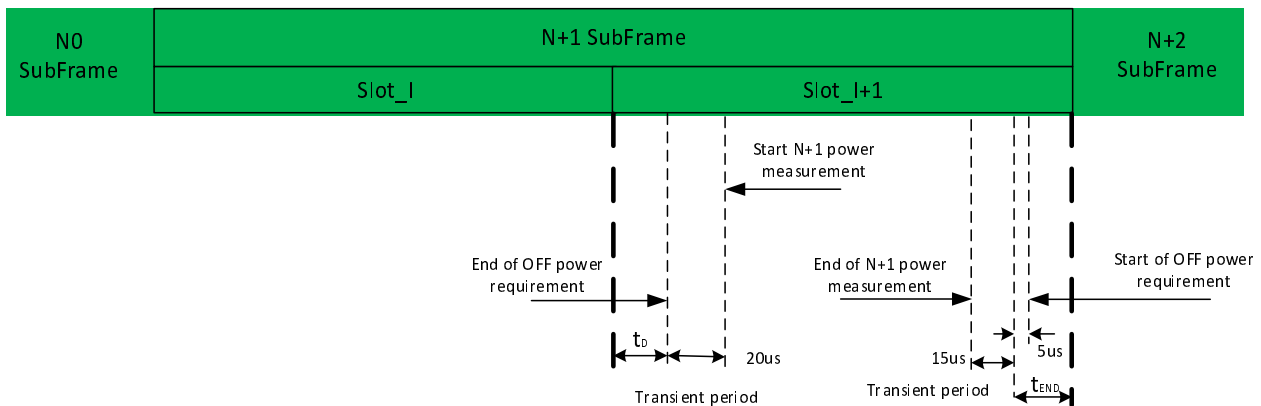 N0
SubFrame
N+1 SubFrame
N+2
SubFrame
Slot_I
Slot_I+1
Start N+1 power
measurement
End of OFF power
requirement
End of N+1 power
measurement
Start of OFF power
requirement
tD
20us
15us
5us
Transient period
Transient period
tEND